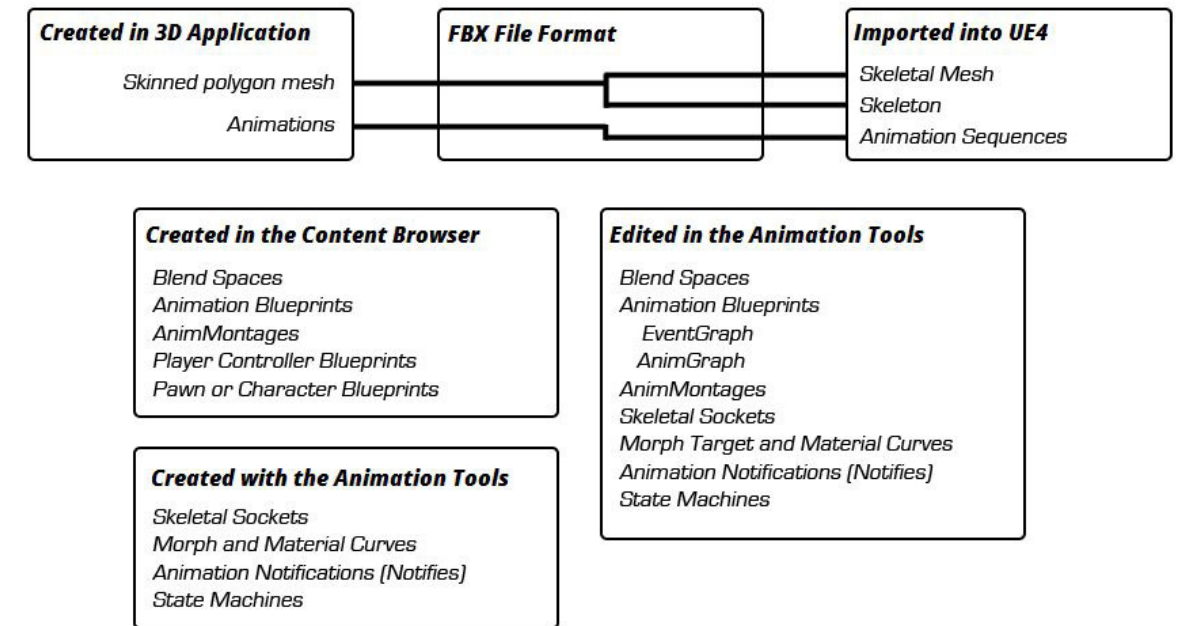 Created in 3D Application
Skinned polygon mesh
Animations
FBX File Format
Imported into UE4
Skeletal Mesh
Skeleton
Animation Sequences
Created in the Content Browser
Blend Spaces
Animation Blueprints
AnimMontages
Player Controller Blueprints
Pawn or Character Blueprints
Created with the Animation Tools
Skeletal Sockets
Morph and Material Curves
Animation Notifications (Notifies)
State Machines
Edited in the Animation Tools
Blend Spaces
Animation Blueprints
EventGraph
AnimGraph
AnimMontages
Skeletal Sockets
Morph Target and Material Curves
Animation Notifications (Notifies)
State Machines